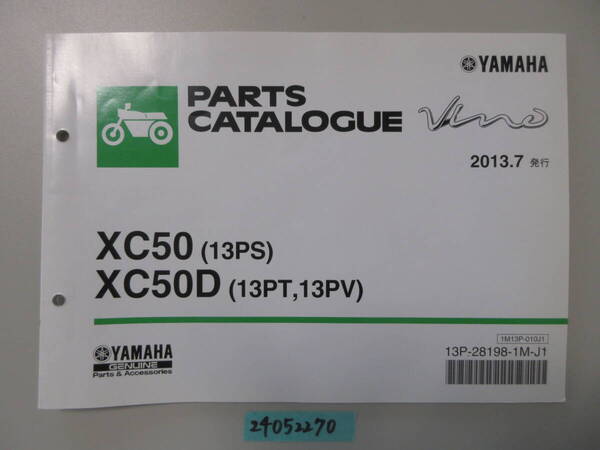 YAMAHA
PARTS
CATALOGUE
Vino
2013.7 発行
XC50 (13PS)
XC50D (13PT,13PV)
1M13P-010J1
13P-28198-1M-J1
YAMAHA
GENUINE
Parts & Accessories
24052270